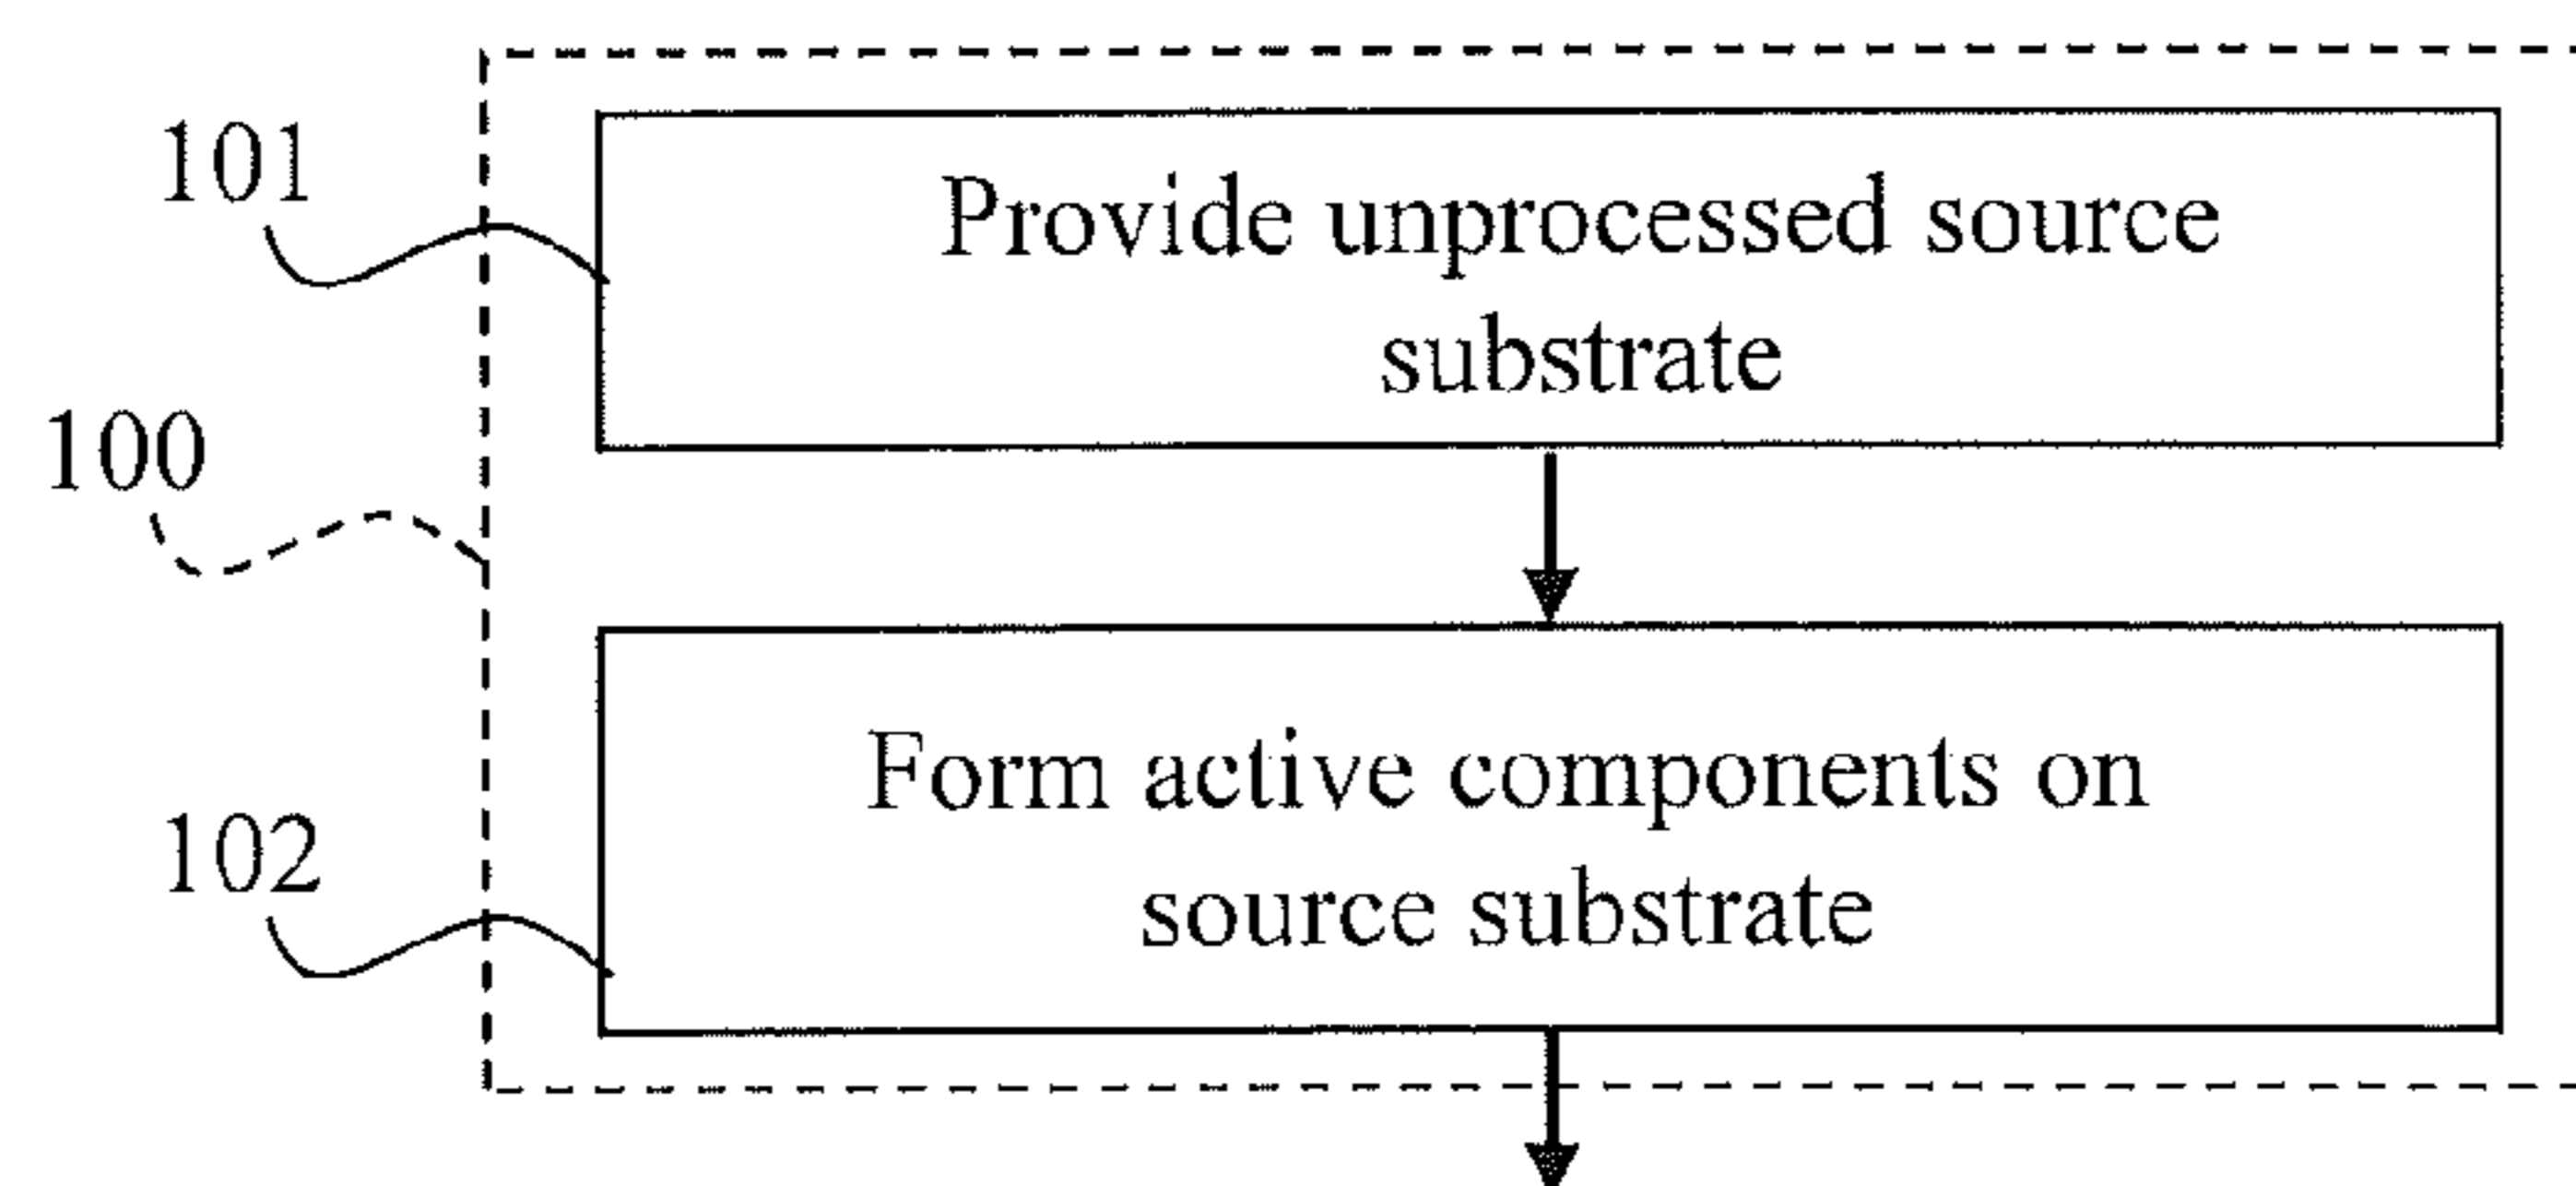 101
Provide unprocessed source
substrate
100
102
Form active components on
source substrate